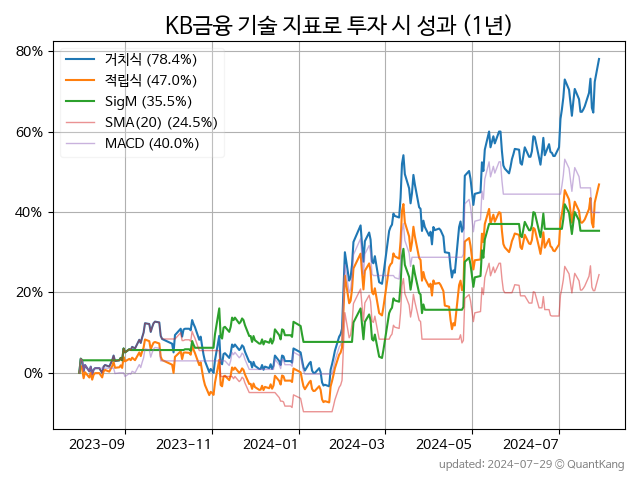 KB금융 기술 지표로 투자 시 성과 (1년)
거치식 (78.4%)
적립식 (47.0%)
SigM (35.5%)
SMA(20) (24.5%)
MACD (40.0%)
80%
60%
40%
20%
0%
2023-09 2023-11 2024-01 2024-03 2024-05 2024-07
updated: 2024-07-29 © QuantKang